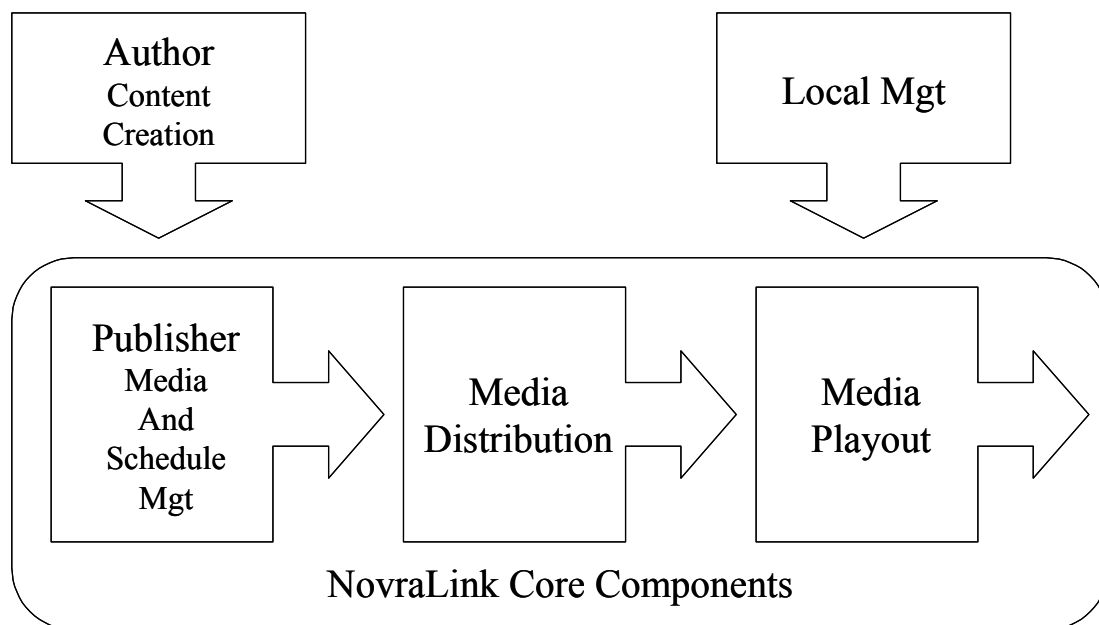 Author
Content
Creation
Local Mgt
Publisher
Media
And
Schedule
Mgt
Media
Distribution
Media
Playout
NovraLink Core Components